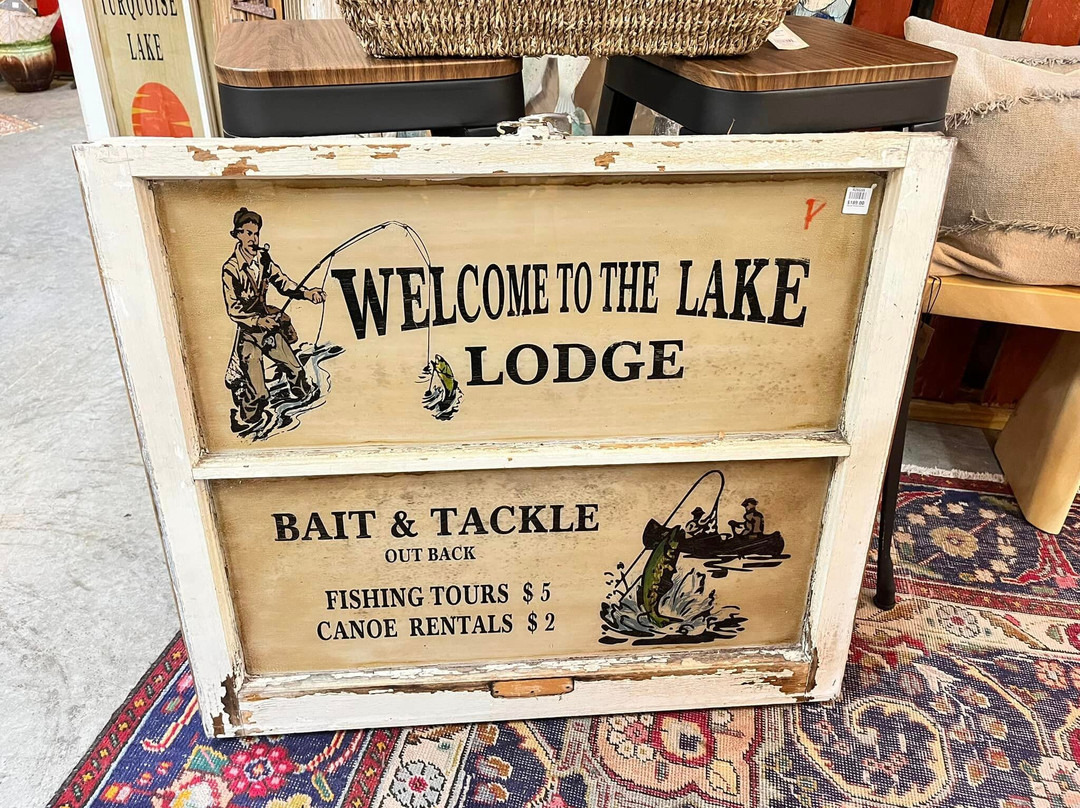 TURQUOISE
LAKE
WELCOME TO THE LAKE
LODGE
BAIT & TACKLE
OUT BACK
FISHING TOURS $5
CANOE RENTALS $2